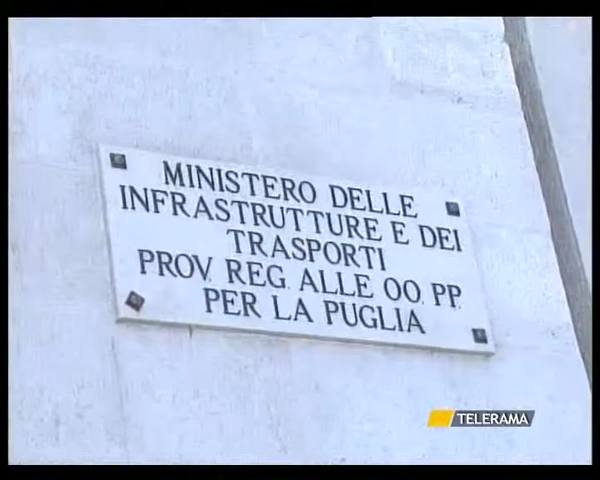 MINISTERO DELLE
INFRASTRUTTURE E DEI
TRASPORTI
PROV. REG. ALLE OO. PP.
PER LA PUGLIA
TELERAMA